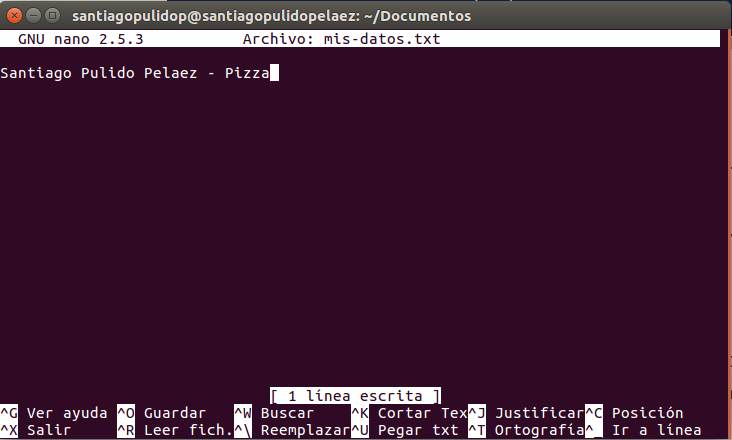 santiagopulidop@santiagopulidopelaez: ~/Documentos
GNU nano 2.5.3 Archivo: mis-datos.txt
Santiago Pulido Pelaez - Pizza
[ 1 línea escrita ]
^G Ver ayuda ^O Guardar ^W Buscar ^K Cortar Tex^J Justificar^C Posición
^X Salir ^R Leer fich.^\ Reemplazar^U Pegar txt ^T Ortografía^_ Ir a línea